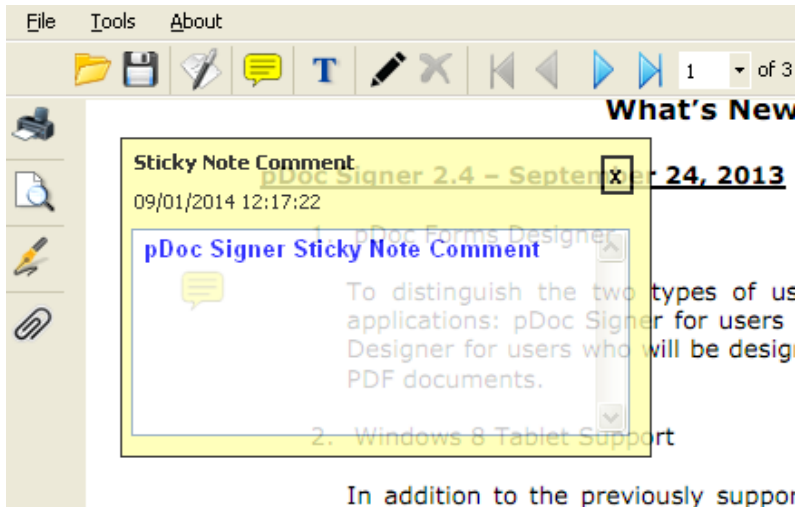 File Tools About
T 1 of 3
What's New
Sticky Note Comment
pDoc Signer 2.4 – September 24, 2013
x
09/01/2014 12:17:22
1. pDoc Forms Designer
pDoc Signer Sticky Note Comment
To distinguish the two types of us
applications: pDoc Signer for users
Designer for users who will be design
PDF documents.
2. Windows 8 Tablet Support
In addition to the previously suppor